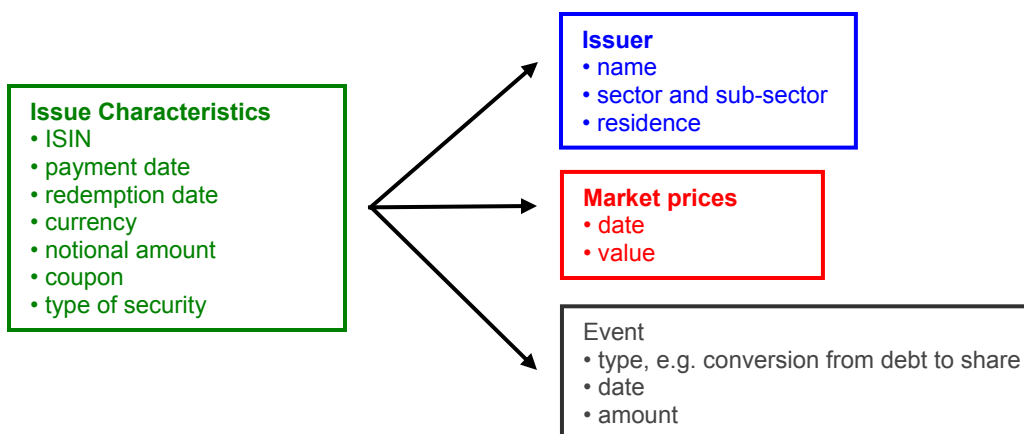 Issue Characteristics
• ISIN
• payment date
• redemption date
• currency
• notional amount
• coupon
• type of security
Issuer
• name
• sector and sub-sector
• residence
Market prices
• date
• value
Event
• type, e.g. conversion from debt to share
• date
• amount